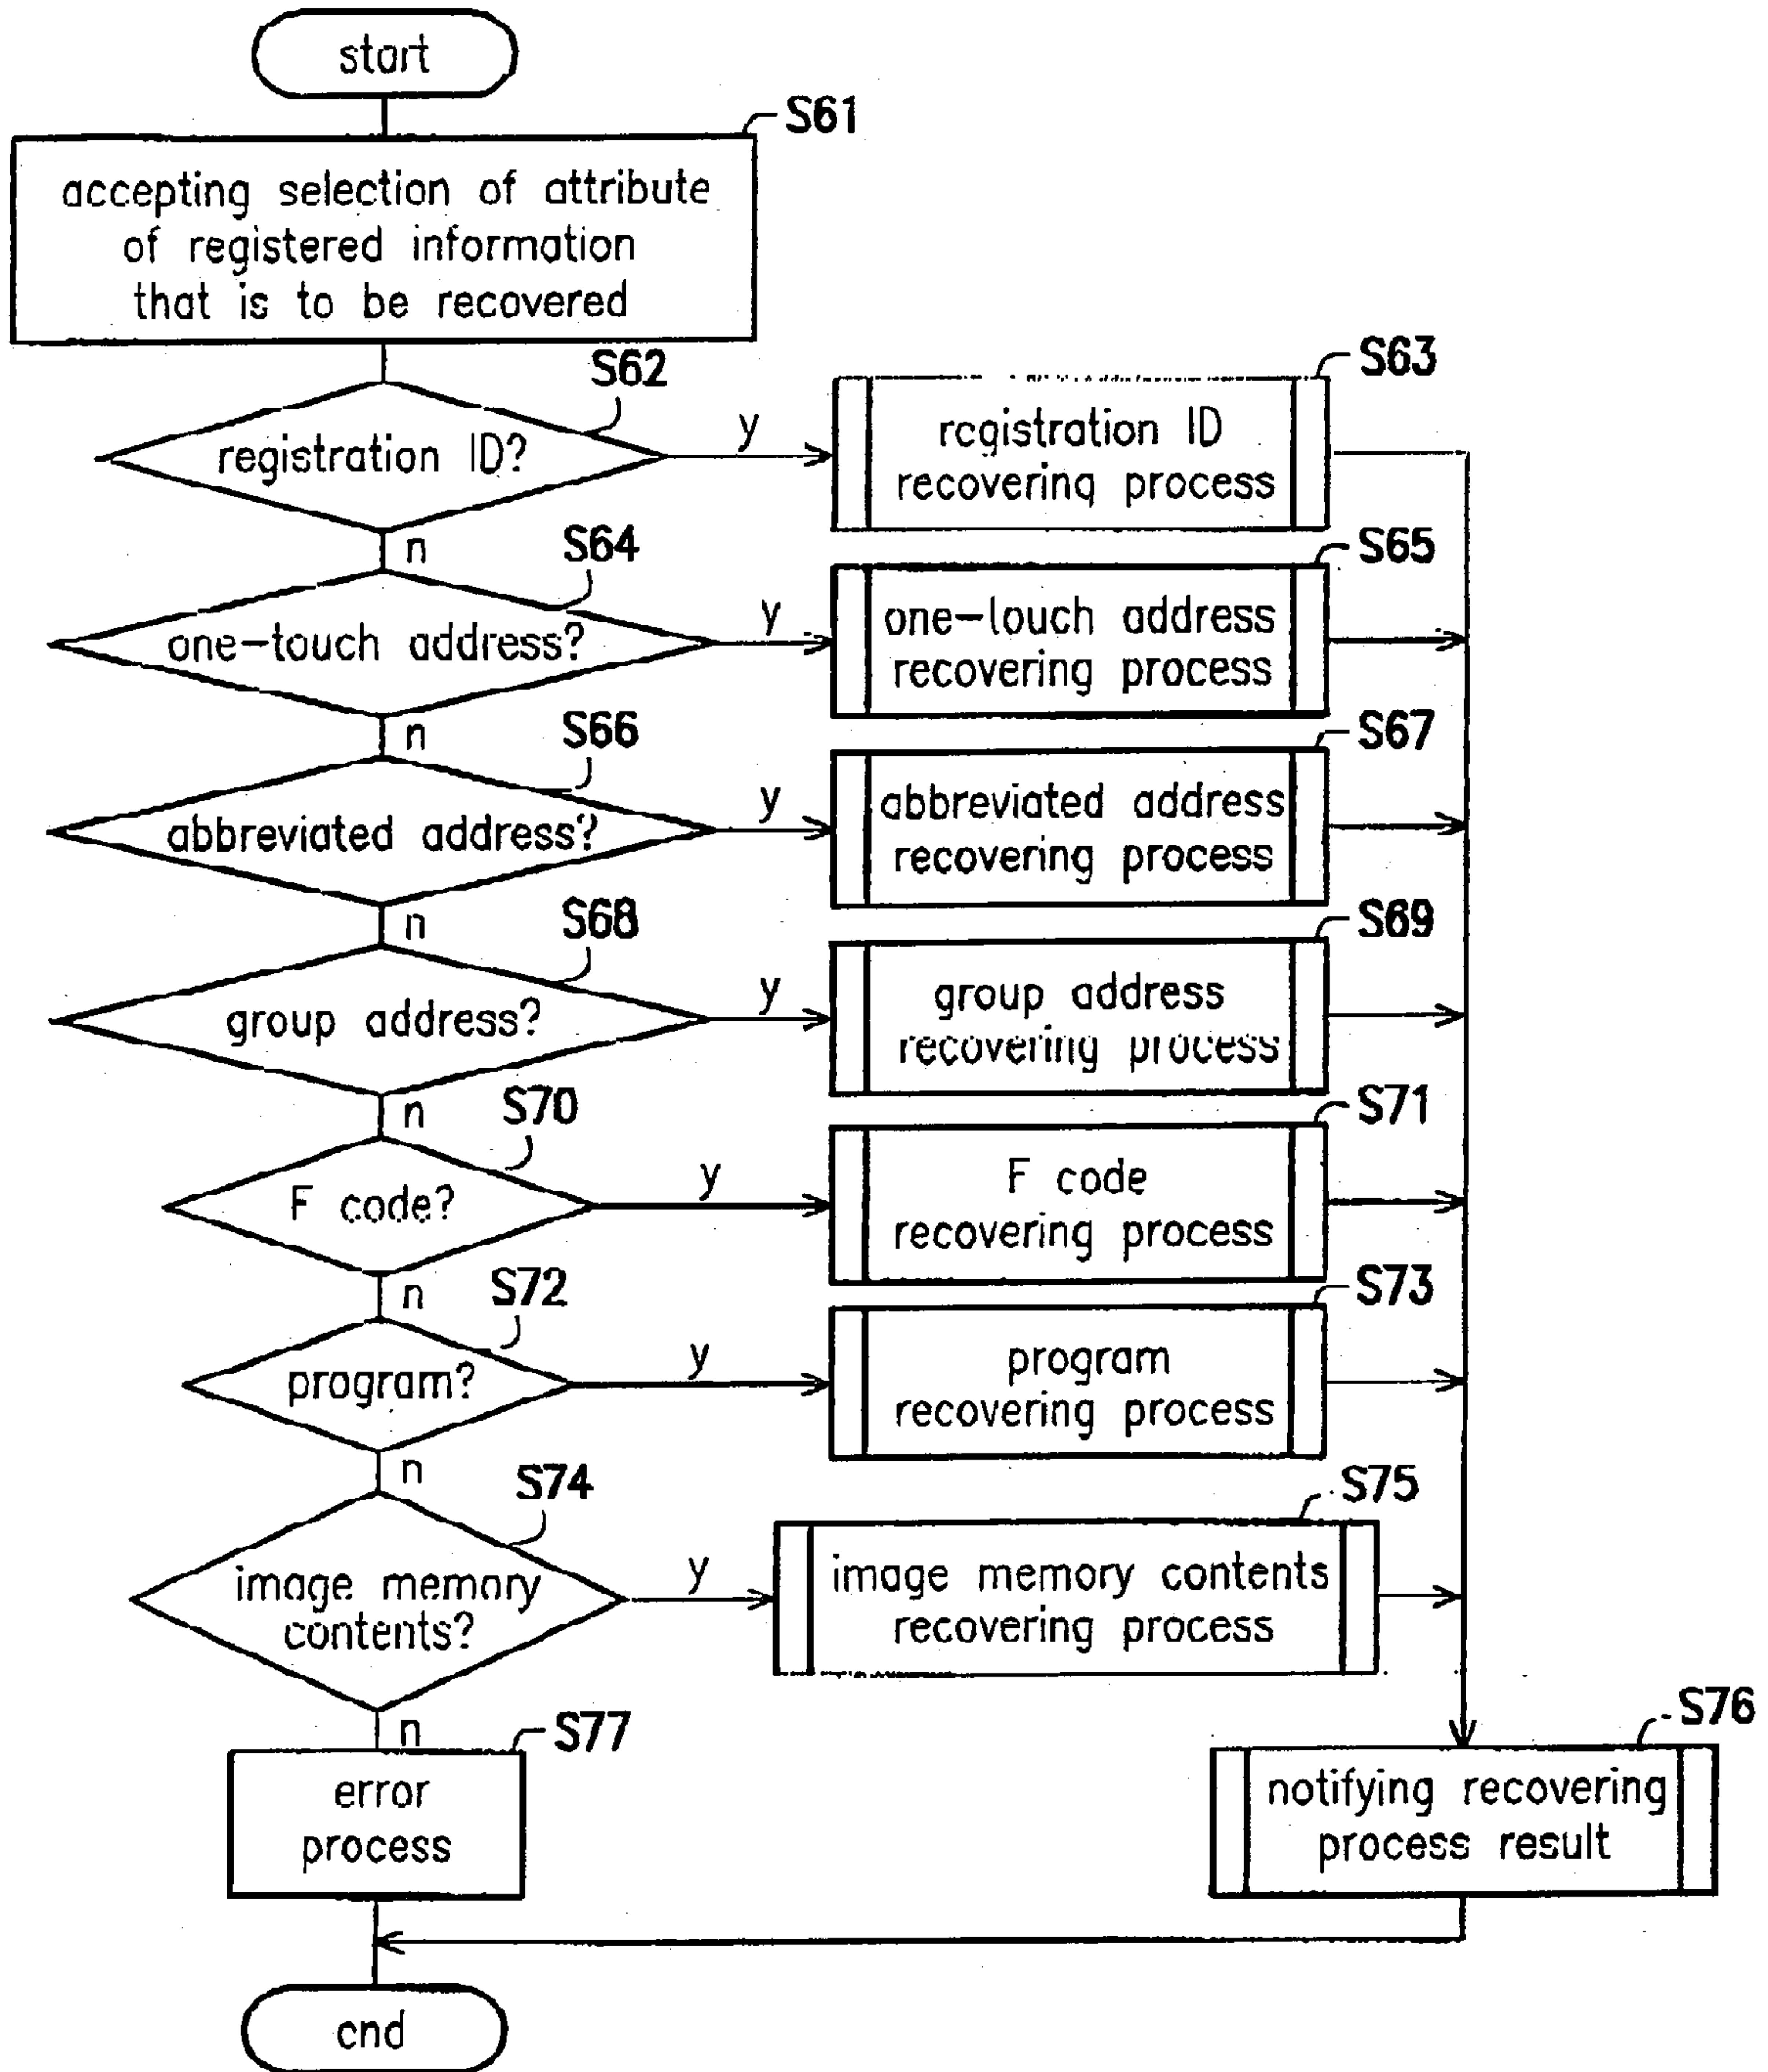 start
S61
accepting selection of attribute
of registered information
that is to be recovered
S62
registration ID?
y
S63
registration ID
recovering process
n
S64
one-touch address?
y
S65
one-touch address
recovering process
n
S66
abbreviated address?
y
S67
abbreviated address
recovering process
n
S68
group address?
y
S69
group address
recovering process
n
S70
F code?
y
S71
F code
recovering process
n
S72
program?
y
S73
program
recovering process
n
S74
image memory
contents?
y
S75
image memory contents
recovering process
n
S77
error
process
S76
notifying recovering
process result
end